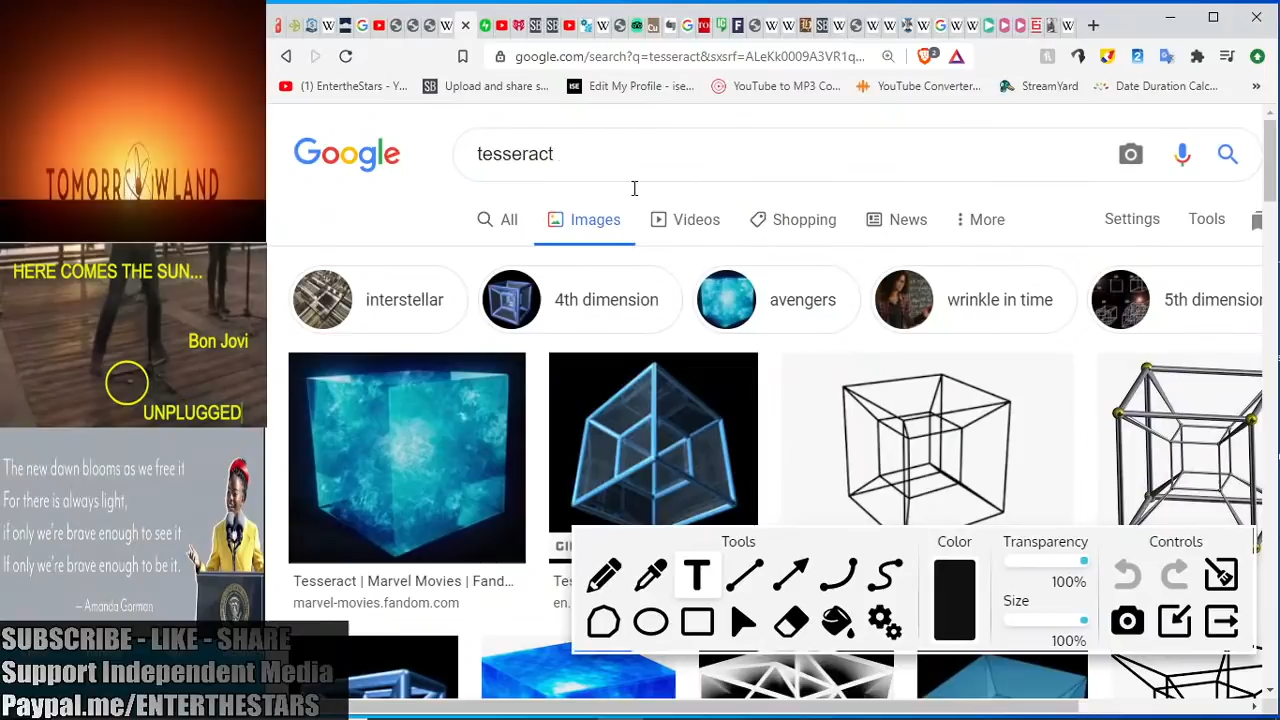 TOMORROWLAND
HERE COMES THE SUN...
Bon Jovi
UNPLUGGED
The new dawn blooms as we free it
For there is always light,
if only we're brave enough to see it
If only we're brave enough to be it.
— Amanda Gorman
SUBSCRIBE - LIKE - SHARE
Support Independent Media
Paypal.me/ENTERTHESTARS
google.com/search?q=tesseract&sxsrf=ALeKk0009A3VR1q...
(1) EntertheStars - Y...
Upload and share s...
Edit My Profile - ise...
YouTube to MP3 Co...
YouTube Converter...
StreamYard
Date Duration Calc...
Google
tesseract
All
Images
Videos
Shopping
News
More
Settings
Tools
interstellar
4th dimension
avengers
wrinkle in time
5th dimension
Tesseract | Marvel Movies | Fand...
marvel-movies.fandom.com
Tools
Color
Transparency
100%
Size
100%
Controls